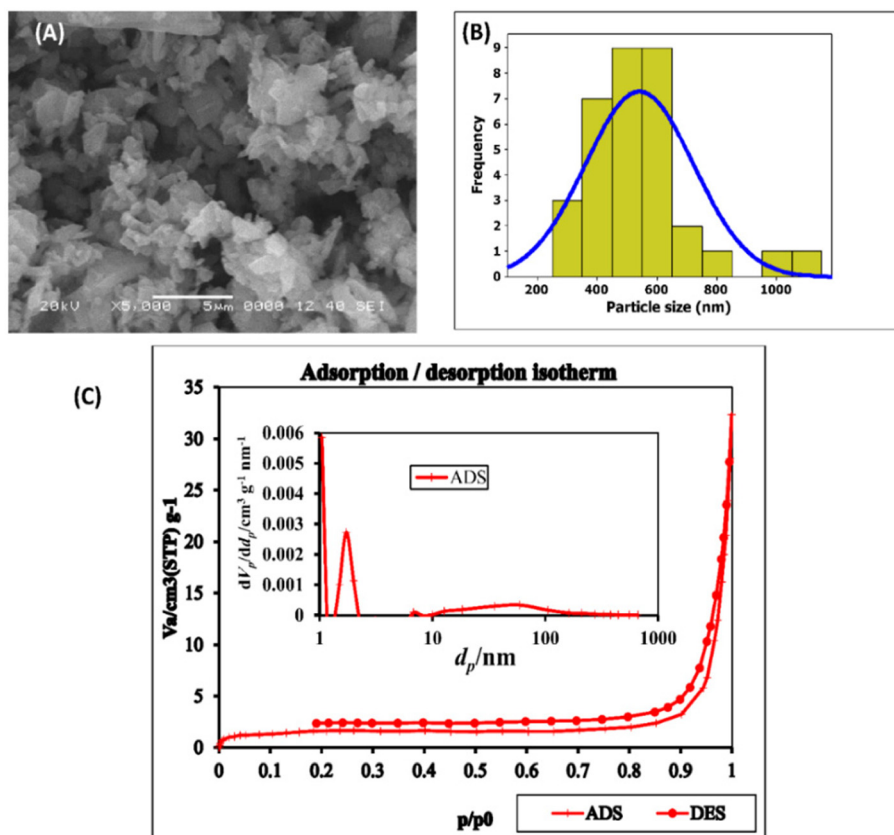 (A)
20kV X5,000 5μm 0000 12 40 SEI
(B)
9
8
7
6
5
4
3
2
1
0
Frequency
200 400 600 800 1000
Particle size (nm)
(C)
Adsorption / desorption isotherm
35
30
25
20
15
10
5
0
Va/cm3(STP) g-1
0.006
0.005
0.004
0.003
0.002
0.001
0
dVp/ddp/cm³ g⁻¹ nm⁻¹
ADS
1 10 100 1000
dp/nm
0 0.1 0.2 0.3 0.4 0.5 0.6 0.7 0.8 0.9 1
p/p0
ADS DES